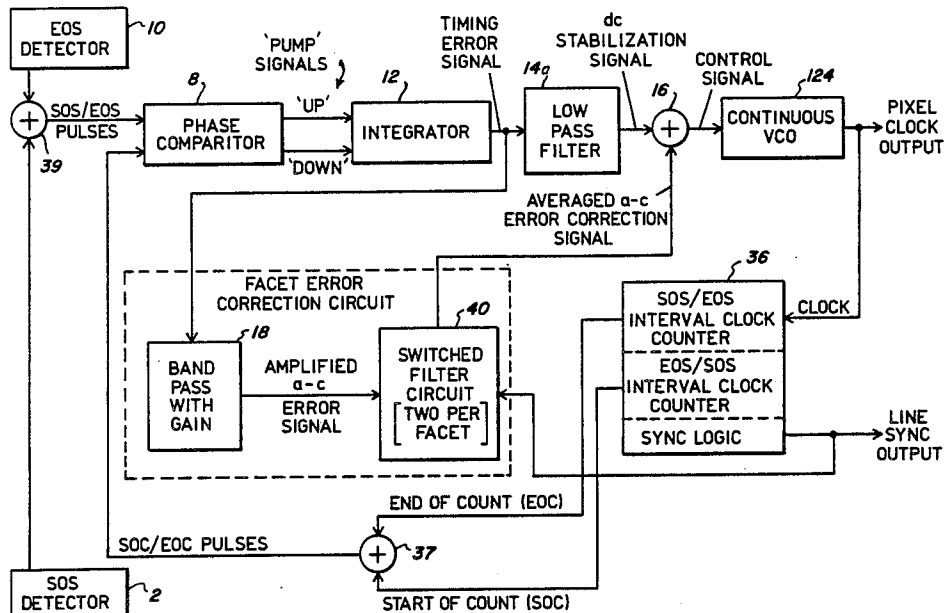 EOS
DETECTOR
10
39
SOS/EOS
PULSES
8
PHASE
COMPARITOR
'PUMP'
SIGNALS
'UP'
'DOWN'
12
INTEGRATOR
TIMING
ERROR
SIGNAL
14a
LOW
PASS
FILTER
dc
STABILIZATION
SIGNAL
16
+
CONTROL
SIGNAL
124
CONTINUOUS
VCO
PIXEL
CLOCK
OUTPUT
AVERAGED a-c
ERROR CORRECTION
SIGNAL
FACET ERROR
CORRECTION CIRCUIT
18
BAND
PASS
WITH
GAIN
AMPLIFIED
a-c
ERROR
SIGNAL
40
SWITCHED
FILTER
CIRCUIT
[TWO PER
FACET]
36
SOS/EOS
INTERVAL CLOCK
COUNTER
EOS/SOS
INTERVAL CLOCK
COUNTER
SYNC LOGIC
CLOCK
LINE
SYNC
OUTPUT
END OF COUNT (EOC)
SOC/EOC PULSES
+
37
START OF COUNT (SOC)
SOS
DETECTOR
2